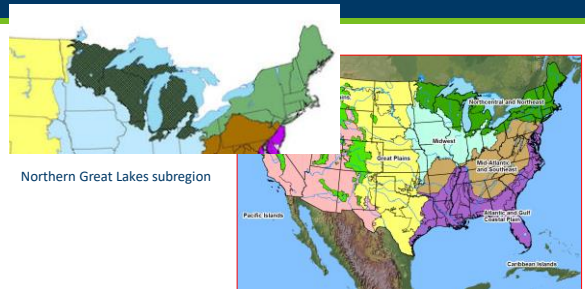 Northern Great Lakes subregion
Northcentral and Northeast
Midwest
Great Plains
Mid-Atlantic
and Southeast
Atlantic and Gulf
Coastal Plain
Pacific Islands
Caribbean Islands